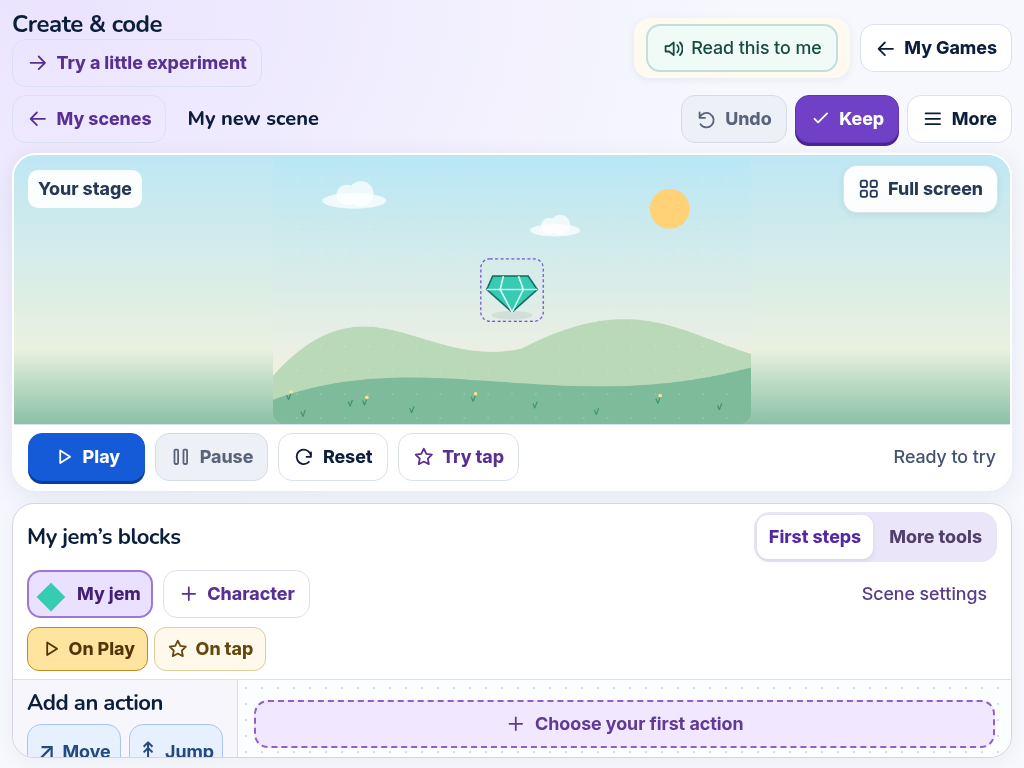 Create & code
Try a little experiment
Read this to me
My Games
My scenes
My new scene
Undo
Keep
More
Your stage
Full screen
Play
Pause
Reset
Try tap
Ready to try
My jem’s blocks
First steps
More tools
My jem
Character
Scene settings
On Play
On tap
Add an action
Choose your first action
Move
Jump